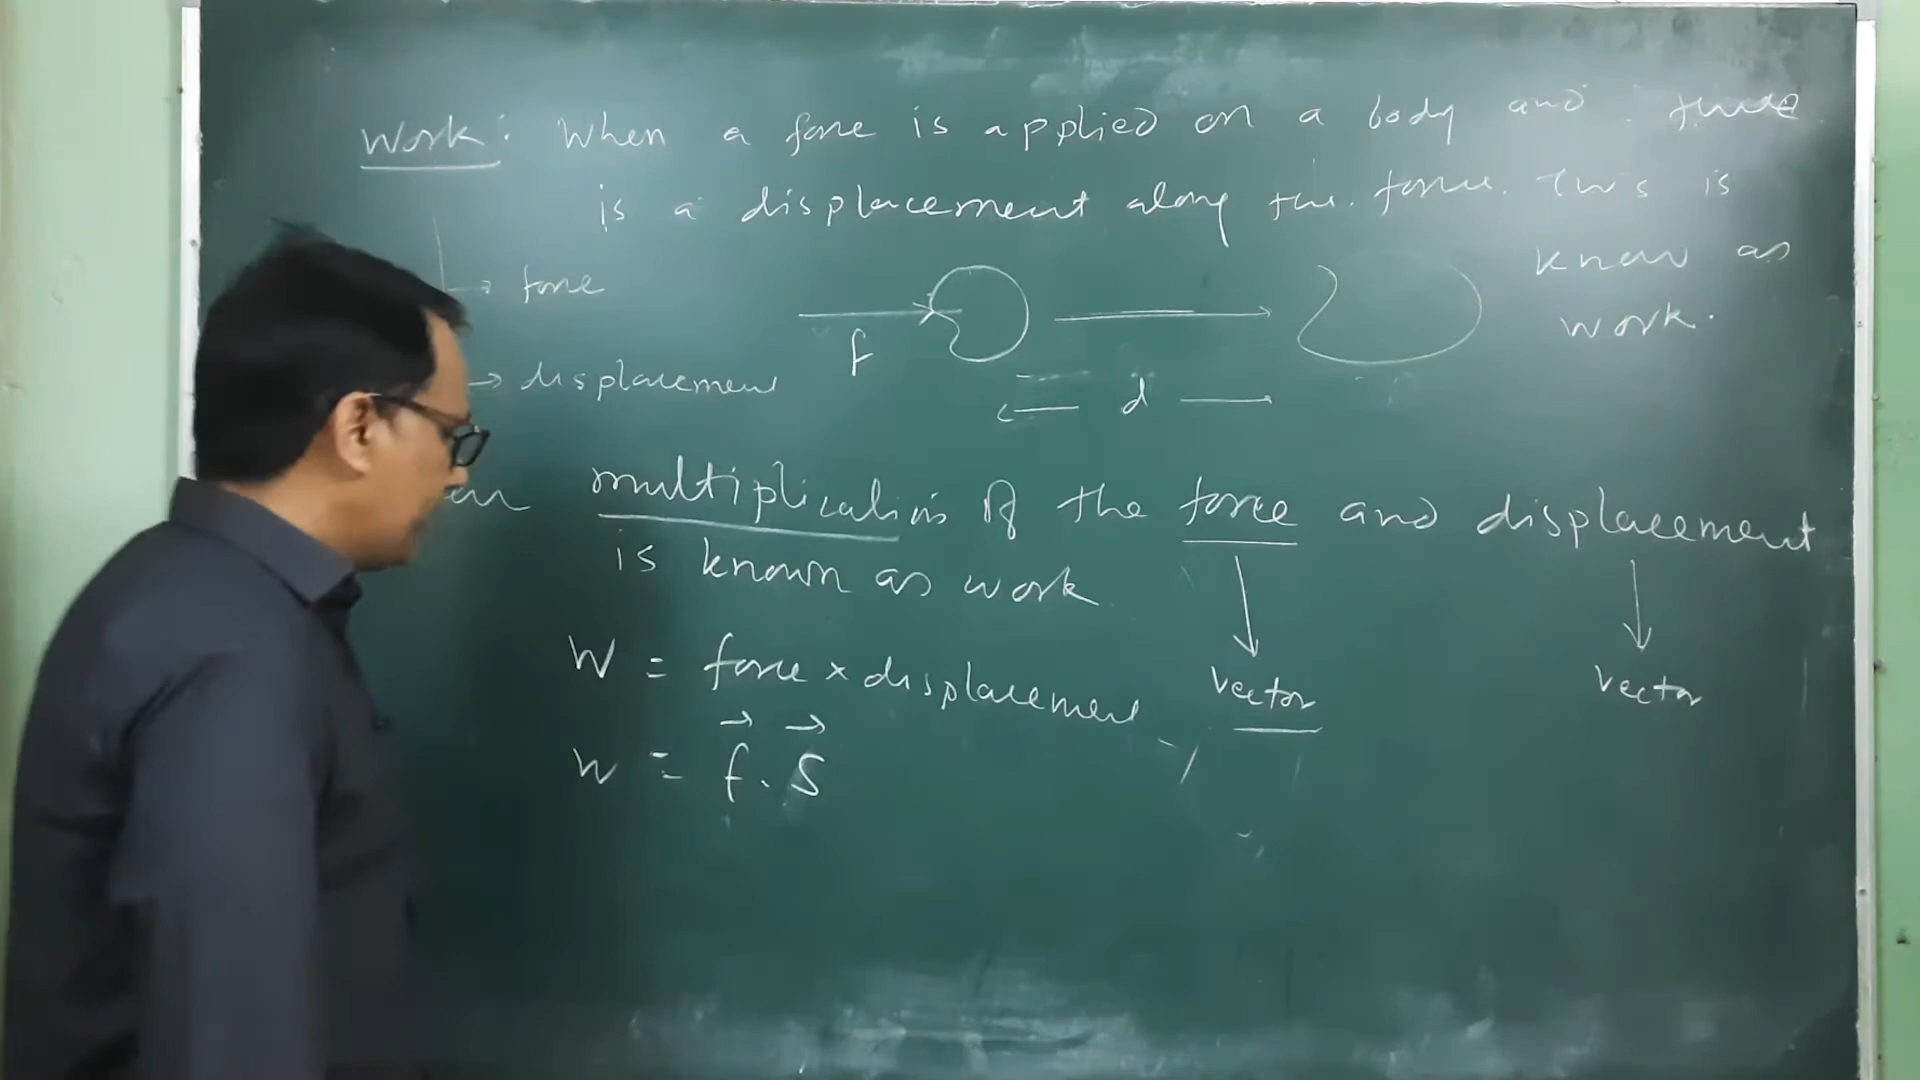 Work: When a force is applied on a body and there
is a displacement along the force. This is
know as
work.
→ force
f
→ displacement
d
multiplication of the force and displacement
is known as work
W = force × displacement
vector
vector
W = f⃗ . S⃗